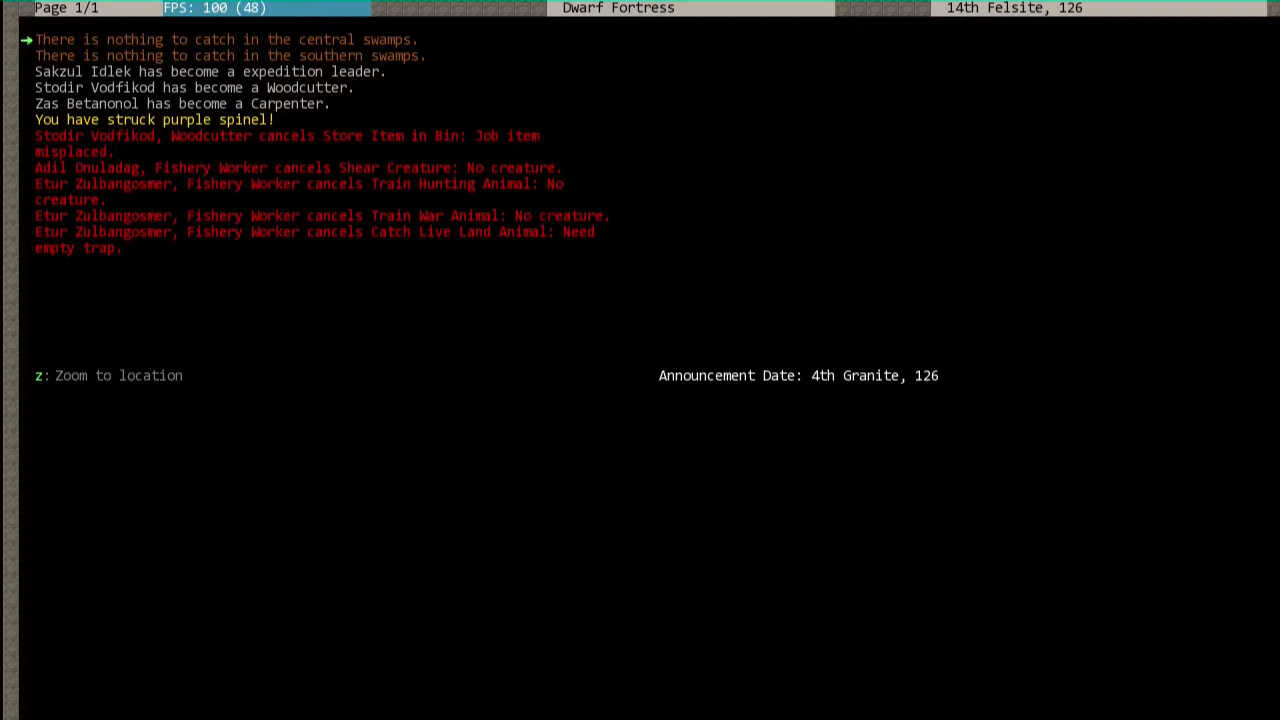 Page 1/1 FPS: 100 (48) Dwarf Fortress 14th Felsite, 126
There is nothing to catch in the central swamps.
There is nothing to catch in the southern swamps.
Sakzul Idlek has become a expedition leader.
Stodir Vodfikod has become a Woodcutter.
Zas Betanonol has become a Carpenter.
You have struck purple spinel!
Stodir Vodfikod, Woodcutter cancels Store Item in Bin: Job item
misplaced.
Adil Onuladag, Fishery Worker cancels Shear Creature: No creature.
Etur Zulbangosmer, Fishery Worker cancels Train Hunting Animal: No
creature.
Etur Zulbangosmer, Fishery Worker cancels Train War Animal: No creature.
Etur Zulbangosmer, Fishery Worker cancels Catch Live Land Animal: Need
empty trap.
z: Zoom to location Announcement Date: 4th Granite, 126